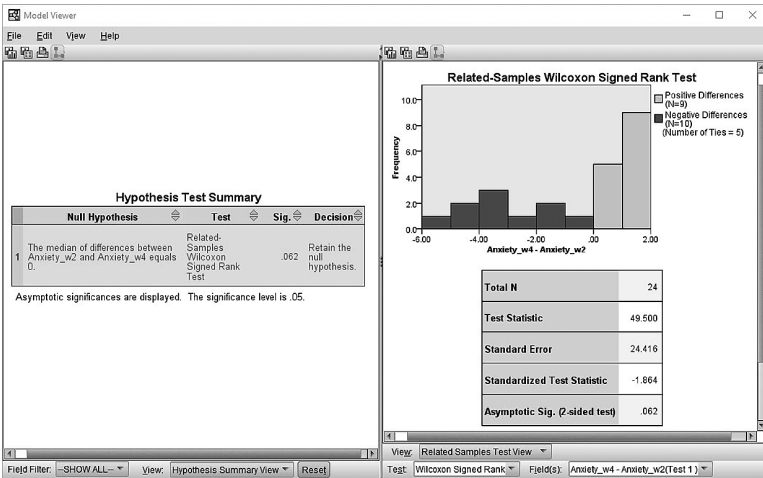 Model Viewer
File Edit View Help
Hypothesis Test Summary
Null Hypothesis Test Sig. Decision
1 The median of differences between Anxiety_w2 and Anxiety_w4 equals 0. Related-Samples Wilcoxon Signed Rank Test .062 Retain the null hypothesis.
Asymptotic significances are displayed. The significance level is .05.
Field Filter: --SHOW ALL-- View: Hypothesis Summary View Reset
Related-Samples Wilcoxon Signed Rank Test
Positive Differences
(N=9)
Negative Differences
(N=10)
(Number of Ties = 5)
Frequency
10.0
8.0
6.0
4.0
2.0
0.0
-6.00 -4.00 -2.00 .00 2.00
Anxiety_w4 - Anxiety_w2
Total N 24
Test Statistic 49.500
Standard Error 24.416
Standardized Test Statistic -1.864
Asymptotic Sig. (2-sided test) .062
View: Related Samples Test View
Test: Wilcoxon Signed Rank Field(s): Anxiety_w4 - Anxiety_w2(Test 1)